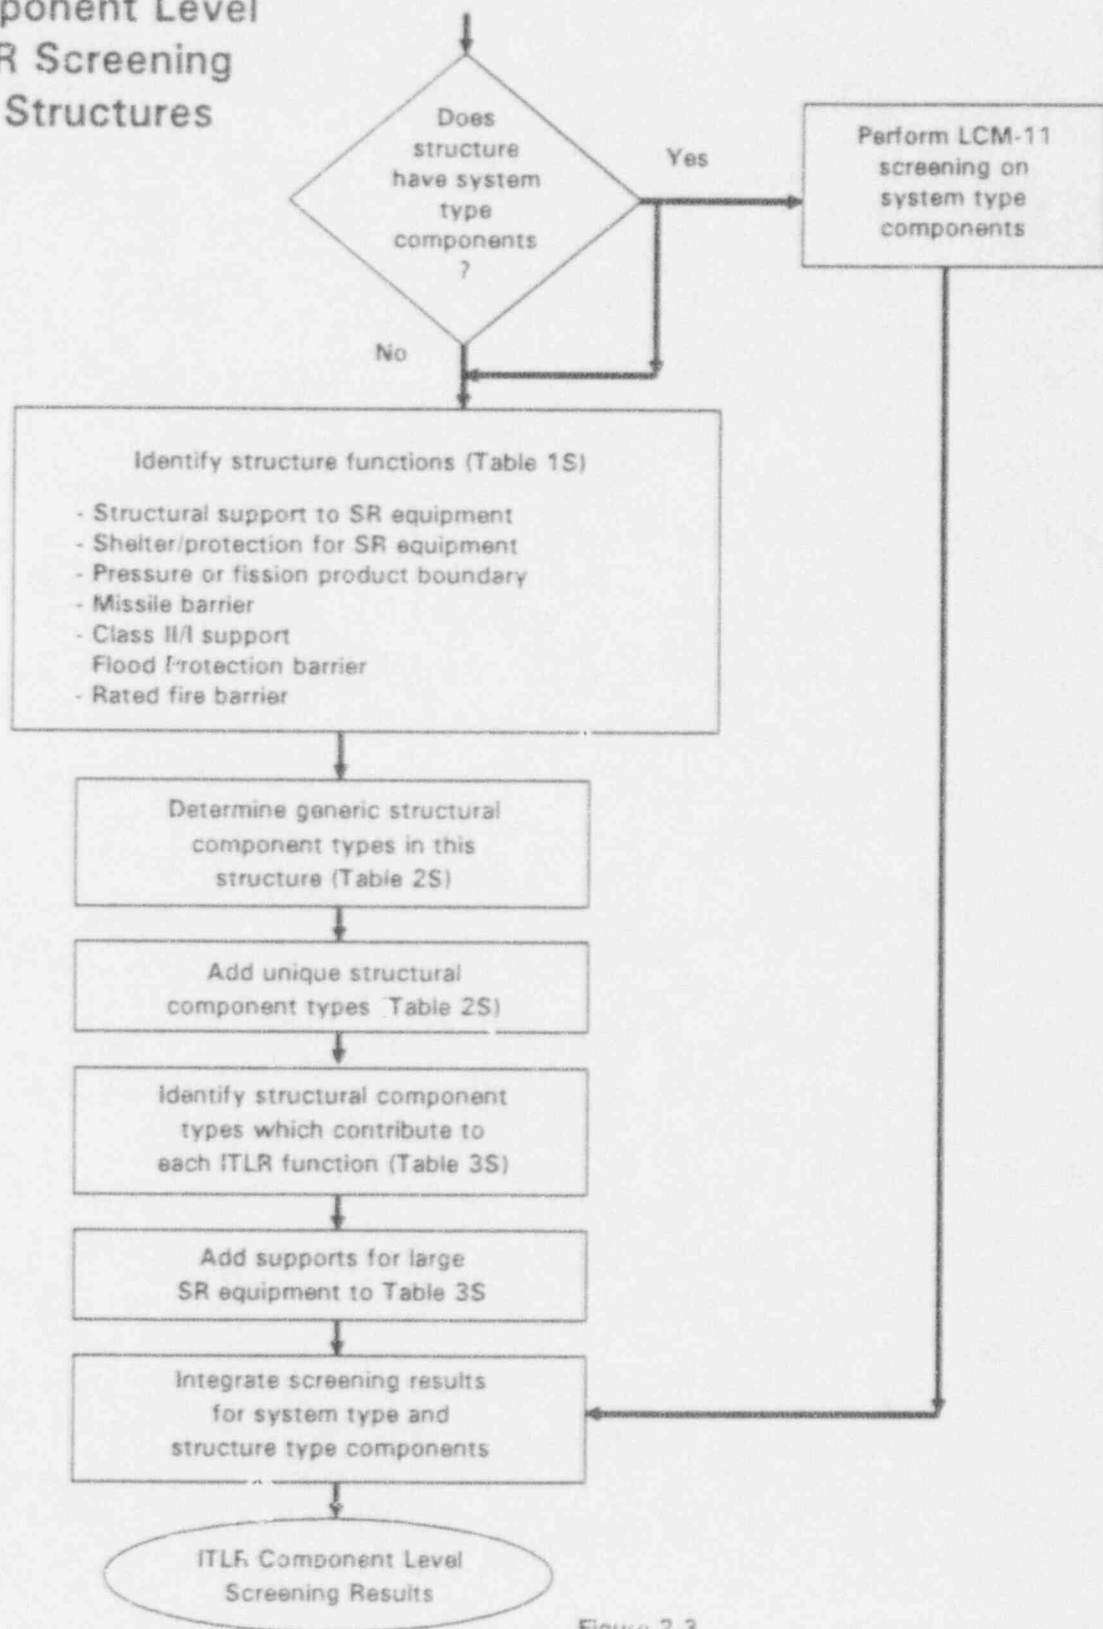 ponent Level
R Screening
Structures
Does
structure
have system
type
components
?
Yes
Perform LCM-11
screening on
system type
components
No
Identify structure functions (Table 1S)
- Structural support to SR equipment
- Shelter/protection for SR equipment
- Pressure or fission product boundary
- Missile barrier
- Class II/I support
Flood Protection barrier
- Rated fire barrier
Determine generic structural
component types in this
structure (Table 2S)
Add unique structural
component types Table 2S)
Identify structural component
types which contribute to
each ITLR function (Table 3S)
Add supports for large
SR equipment to Table 3S
Integrate screening results
for system type and
structure type components
ITLR Component Level
Screening Results
Figure 2-3